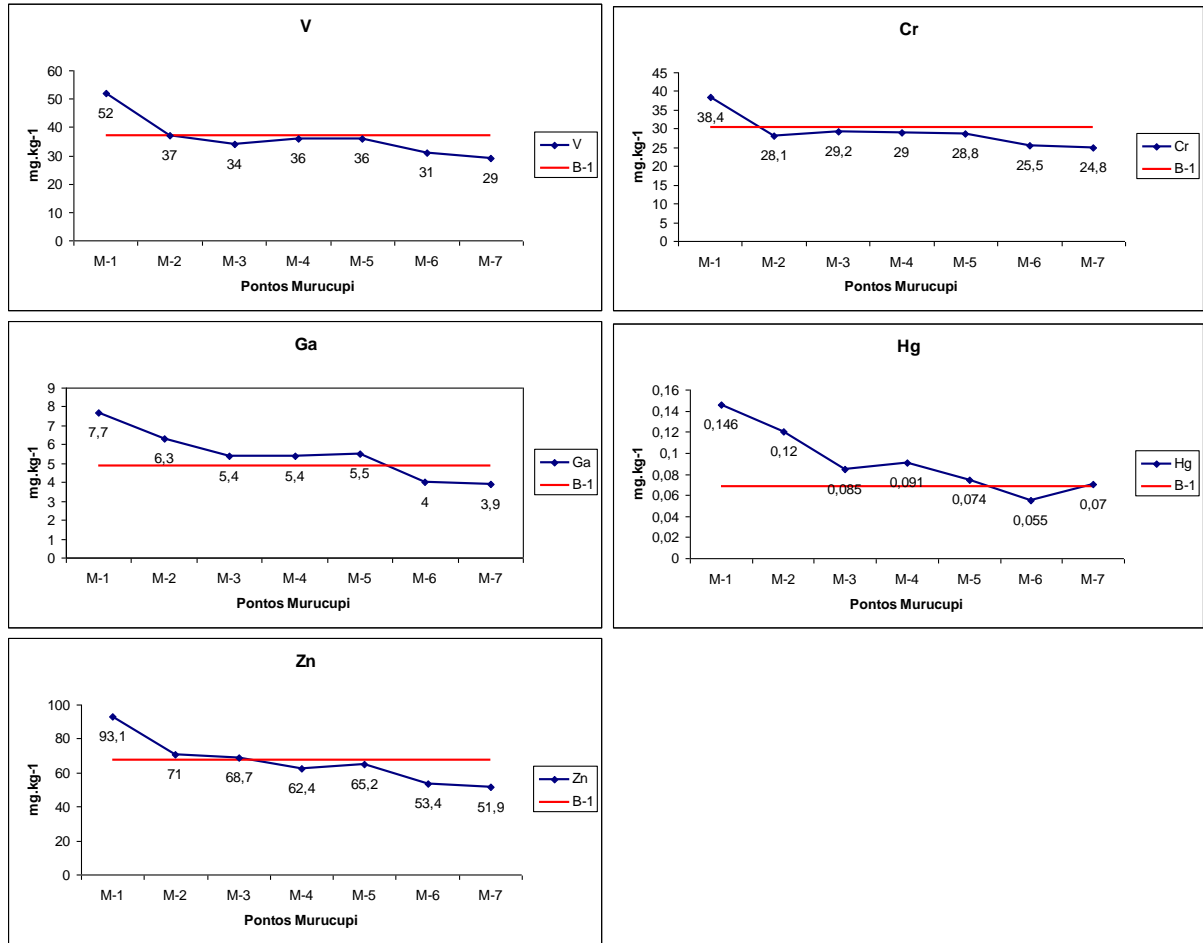 V
60
50
40
30
20
10
0
mg.kg-1
52
37
34
36
36
31
29
M-1 M-2 M-3 M-4 M-5 M-6 M-7
Pontos Murucupi
V
B-1
Cr
45
40
35
30
25
20
15
10
5
0
mg.kg-1
38,4
28,1
29,2
29
28,8
25,5
24,8
M-1 M-2 M-3 M-4 M-5 M-6 M-7
Pontos Murucupi
Cr
B-1
Ga
9
8
7
6
5
4
3
2
1
0
mg.kg-1
7,7
6,3
5,4
5,4
5,5
4
3,9
M-1 M-2 M-3 M-4 M-5 M-6 M-7
Pontos Murucupi
Ga
B-1
Hg
0,16
0,14
0,12
0,1
0,08
0,06
0,04
0,02
0
mg.kg-1
0,146
0,12
0,085
0,091
0,074
0,055
0,07
M-1 M-2 M-3 M-4 M-5 M-6 M-7
Pontos Murucupi
Hg
B-1
Zn
100
80
60
40
20
0
mg.kg-1
93,1
71
68,7
62,4
65,2
53,4
51,9
M-1 M-2 M-3 M-4 M-5 M-6 M-7
Pontos Murucupi
Zn
B-1